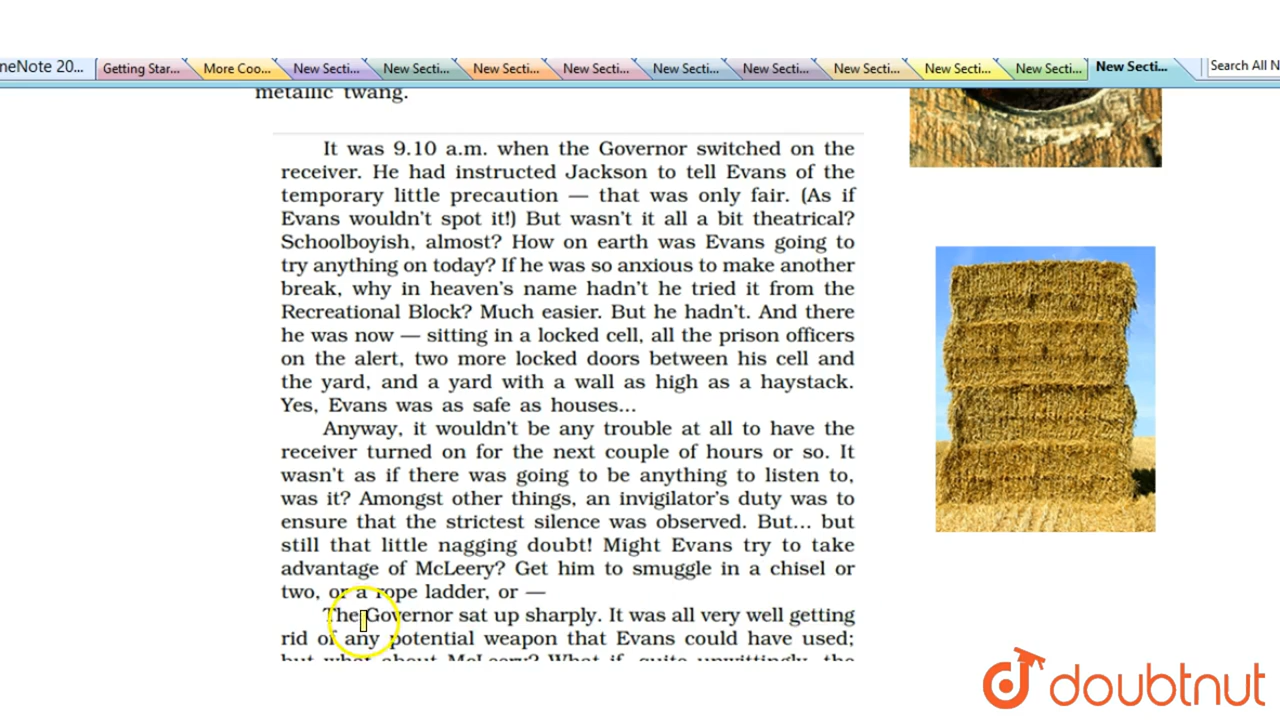 neNote 20...
Getting Star...
More Coo...
New Secti...
New Secti...
New Secti...
New Secti...
New Secti...
New Secti...
New Secti...
New Secti...
New Secti...
New Secti...
Search All N
metallic twang.
It was 9.10 a.m. when the Governor switched on the
receiver. He had instructed Jackson to tell Evans of the
temporary little precaution — that was only fair. (As if
Evans wouldn't spot it!) But wasn't it all a bit theatrical?
Schoolboyish, almost? How on earth was Evans going to
try anything on today? If he was so anxious to make another
break, why in heaven's name hadn't he tried it from the
Recreational Block? Much easier. But he hadn't. And there
he was now — sitting in a locked cell, all the prison officers
on the alert, two more locked doors between his cell and
the yard, and a yard with a wall as high as a haystack.
Yes, Evans was as safe as houses...
Anyway, it wouldn't be any trouble at all to have the
receiver turned on for the next couple of hours or so. It
wasn't as if there was going to be anything to listen to,
was it? Amongst other things, an invigilator's duty was to
ensure that the strictest silence was observed. But... but
still that little nagging doubt! Might Evans try to take
advantage of McLeery? Get him to smuggle in a chisel or
two, or a rope ladder, or —
The Governor sat up sharply. It was all very well getting
rid of any potential weapon that Evans could have used;
but what about McLeery? What if, quite unwittingly, the
doubtnut